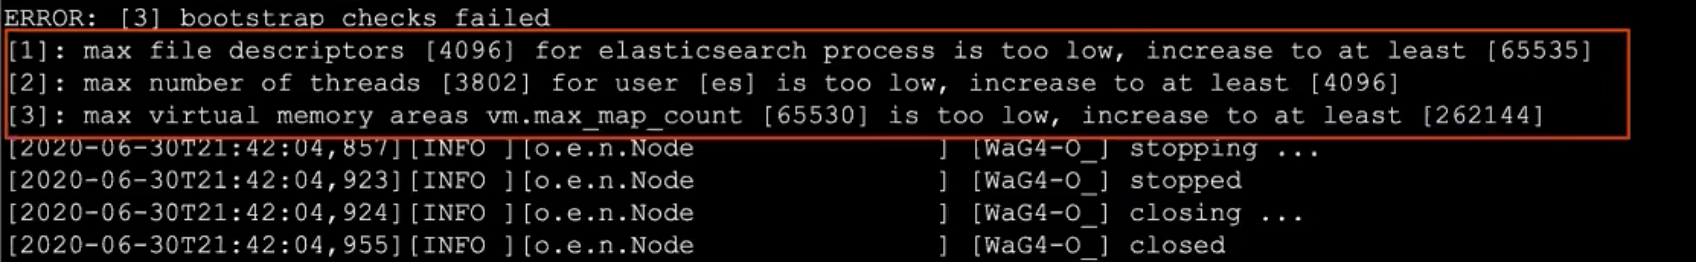 ERROR: [3] bootstrap checks failed
[1]: max file descriptors [4096] for elasticsearch process is too low, increase to at least [65535]
[2]: max number of threads [3802] for user [es] is too low, increase to at least [4096]
[3]: max virtual memory areas vm.max_map_count [65530] is too low, increase to at least [262144]
[2020-06-30T21:42:04,857][INFO ][o.e.n.Node               ] [WaG4-O_] stopping ...
[2020-06-30T21:42:04,923][INFO ][o.e.n.Node               ] [WaG4-O_] stopped
[2020-06-30T21:42:04,924][INFO ][o.e.n.Node               ] [WaG4-O_] closing ...
[2020-06-30T21:42:04,955][INFO ][o.e.n.Node               ] [WaG4-O_] closed